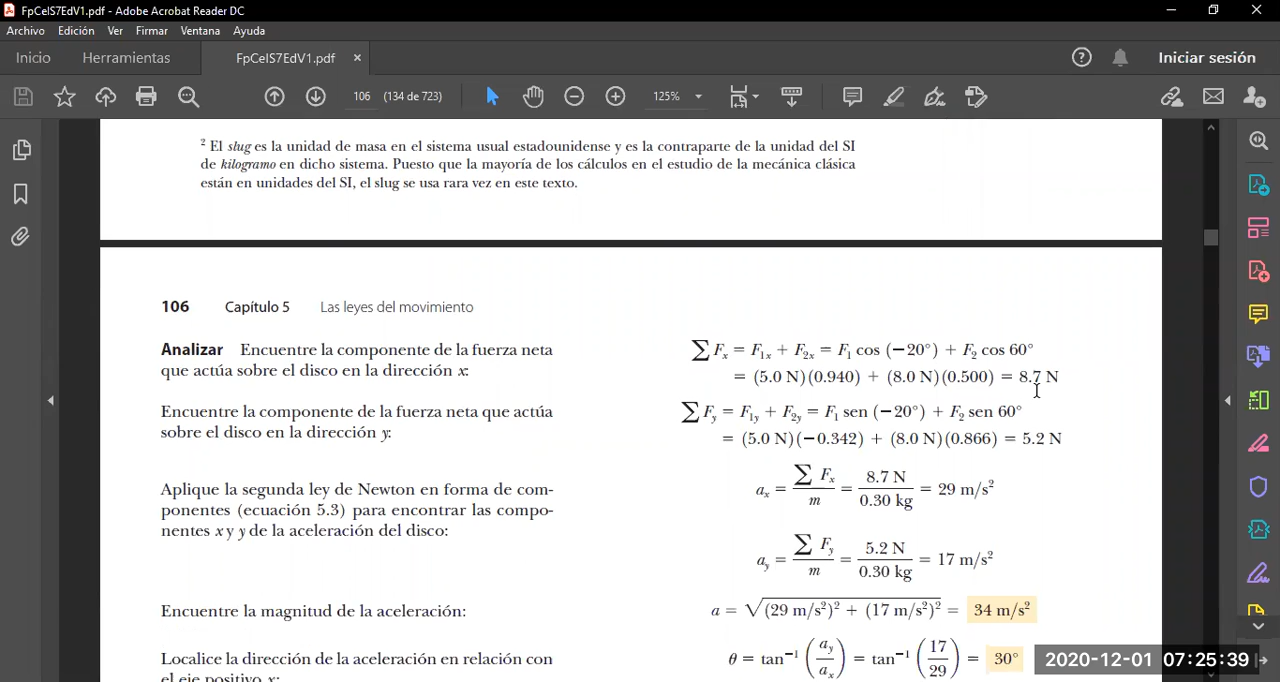 FpCeIS7EdV1.pdf - Adobe Acrobat Reader DC
Archivo Edición Ver Firmar Ventana Ayuda
Inicio Herramientas FpCeIS7EdV1.pdf × Iniciar sesión
106 (134 de 723) 125%
² El slug es la unidad de masa en el sistema usual estadounidense y es la contraparte de la unidad del SI
de kilogramo en dicho sistema. Puesto que la mayoría de los cálculos en el estudio de la mecánica clásica
están en unidades del SI, el slug se usa rara vez en este texto.
106 Capítulo 5 Las leyes del movimiento
Analizar Encuentre la componente de la fuerza neta
que actúa sobre el disco en la dirección x:
∑ Fx = F1x + F2x = F1 cos (−20°) + F2 cos 60°
= (5.0 N)(0.940) + (8.0 N)(0.500) = 8.7 N
Encuentre la componente de la fuerza neta que actúa
sobre el disco en la dirección y:
∑ Fy = F1y + F2y = F1 sen (−20°) + F2 sen 60°
= (5.0 N)(−0.342) + (8.0 N)(0.866) = 5.2 N
Aplique la segunda ley de Newton en forma de com-
ponentes (ecuación 5.3) para encontrar las compo-
nentes x y y de la aceleración del disco:
ax = ∑ Fx / m = 8.7 N / 0.30 kg = 29 m/s²
ay = ∑ Fy / m = 5.2 N / 0.30 kg = 17 m/s²
Encuentre la magnitud de la aceleración:
a = √(29 m/s²)² + (17 m/s²)² = 34 m/s²
Localice la dirección de la aceleración en relación con
el eje positivo x:
θ = tan⁻¹ (ay / ax) = tan⁻¹ (17 / 29) = 30°
2020-12-01 07:25:39